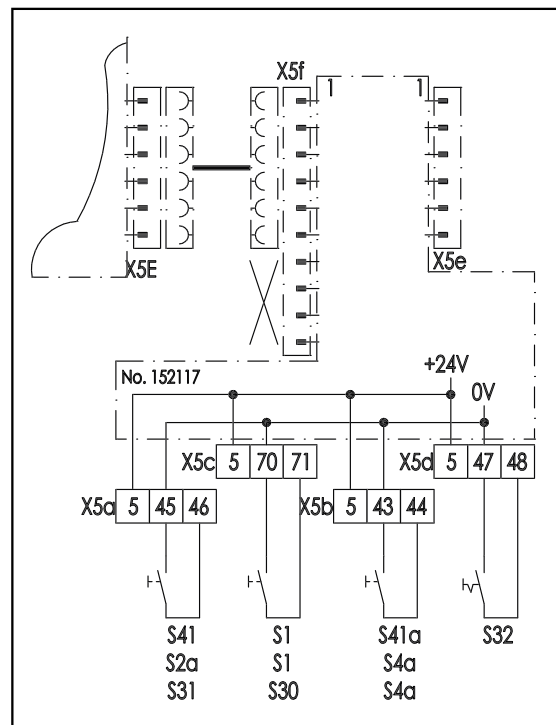 X5f
1 1
X5E X5e
No. 152117
+24V
0V
X5c 5 70 71 X5d 5 47 48
X5a 5 45 46 X5b 5 43 44
S41 S1 S41a S32
S2a S1 S4a
S31 S30 S4a